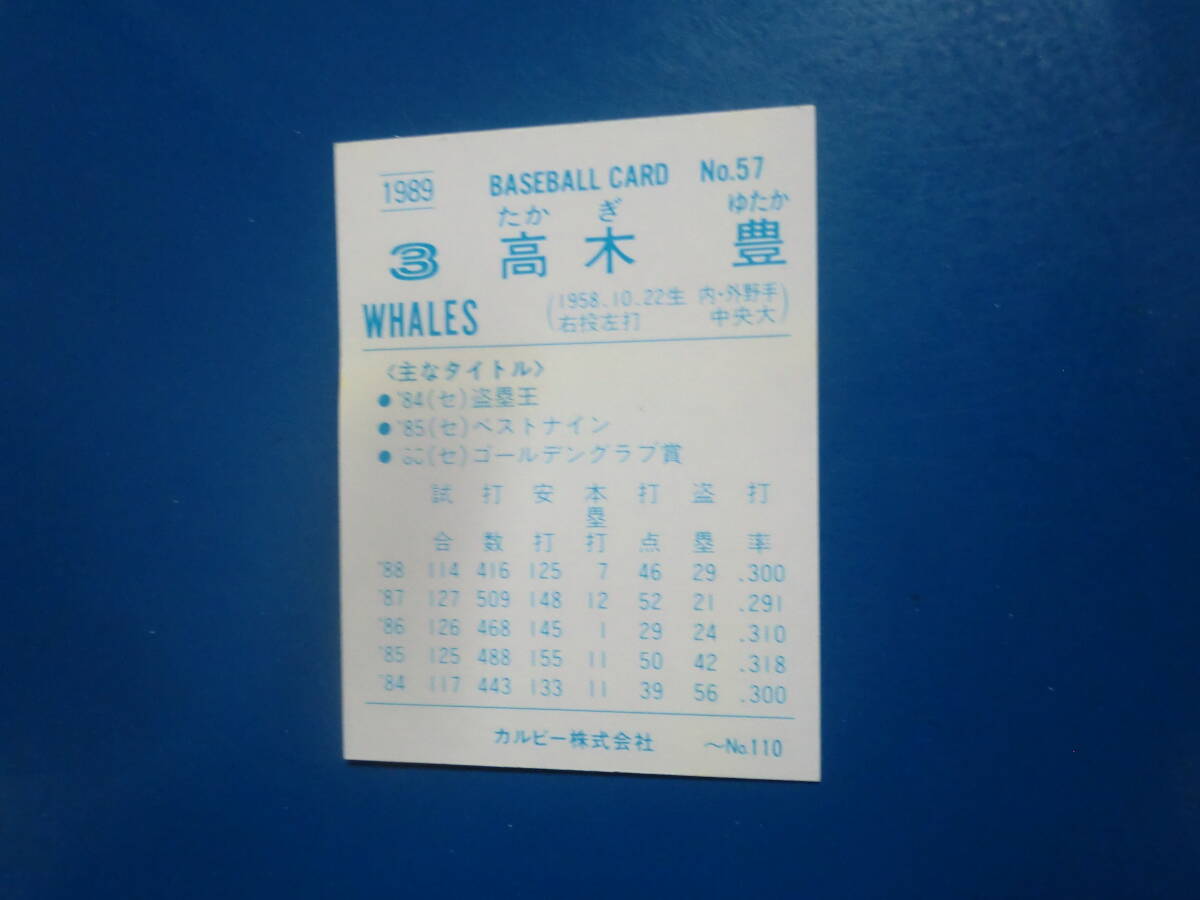 1989 BASEBALL CARD No.57
たか ぎ ゆたか
3 高木 豊
WHALES
(1958.10.22生 内・外野手
右投左打 中央大)
〈主なタイトル〉
●'84(セ)盗塁王
●'85(セ)ベストナイン
● (セ)ゴールデングラブ賞
試合 打数 安打 本塁打 打点 盗塁 打率
'88 114 416 125 7 46 29 .300
'87 127 509 148 12 52 21 .291
'86 126 468 145 1 29 24 .310
'85 125 488 155 11 50 42 .318
'84 117 443 133 11 39 56 .300
カルビー株式会社 〜No.110